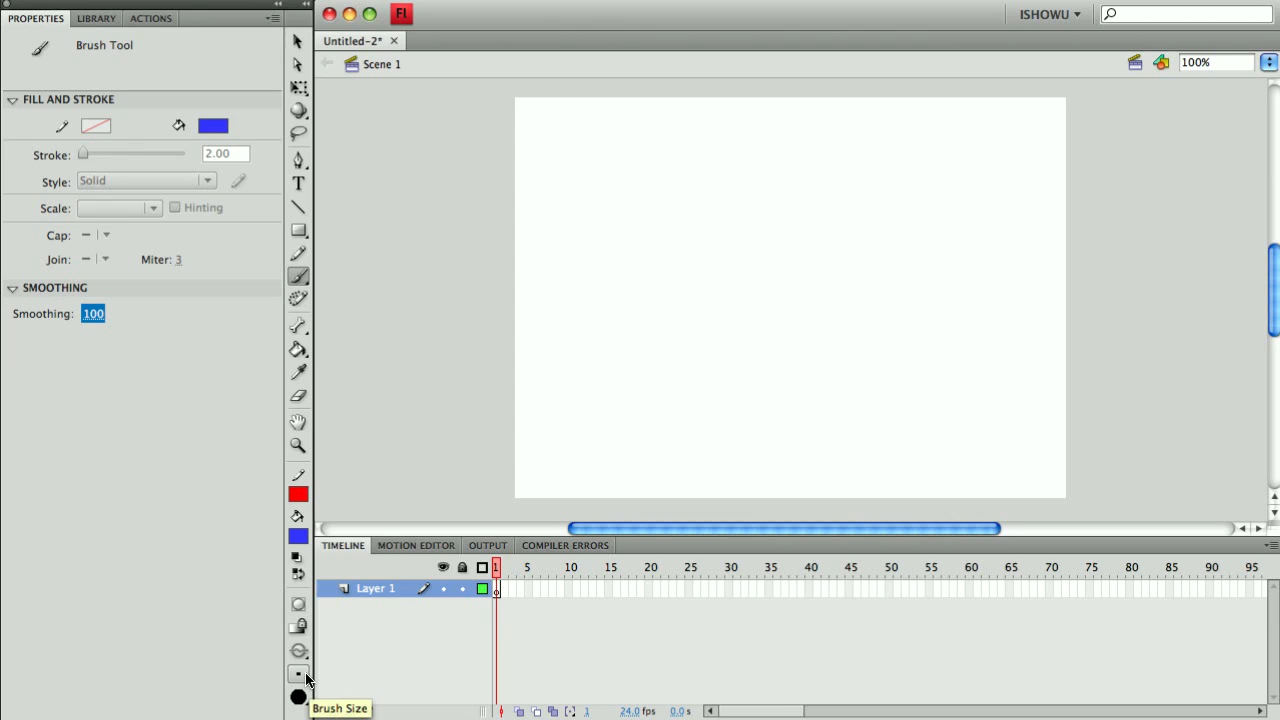 PROPERTIES LIBRARY ACTIONS
Fl
ISHOWU
Brush Tool
Untitled-2* ×
Scene 1
100%
FILL AND STROKE
Stroke: 2.00
Style: Solid
Scale: Hinting
Cap:
Join: Miter: 3
SMOOTHING
Smoothing: 100
T
TIMELINE MOTION EDITOR OUTPUT COMPILER ERRORS
1 5 10 15 20 25 30 35 40 45 50 55 60 65 70 75 80 85 90 95
Layer 1
Brush Size
1 24.0 fps 0.0 s